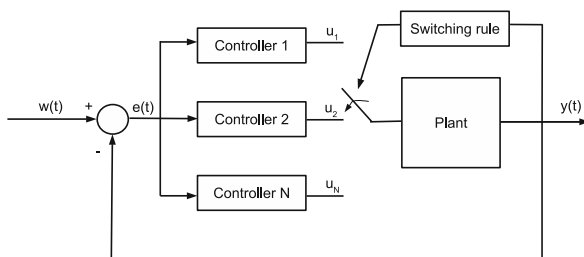 Controller 1
u1
Switching rule
w(t)
+
e(t)
-
Controller 2
u2
Plant
y(t)
Controller N
uN